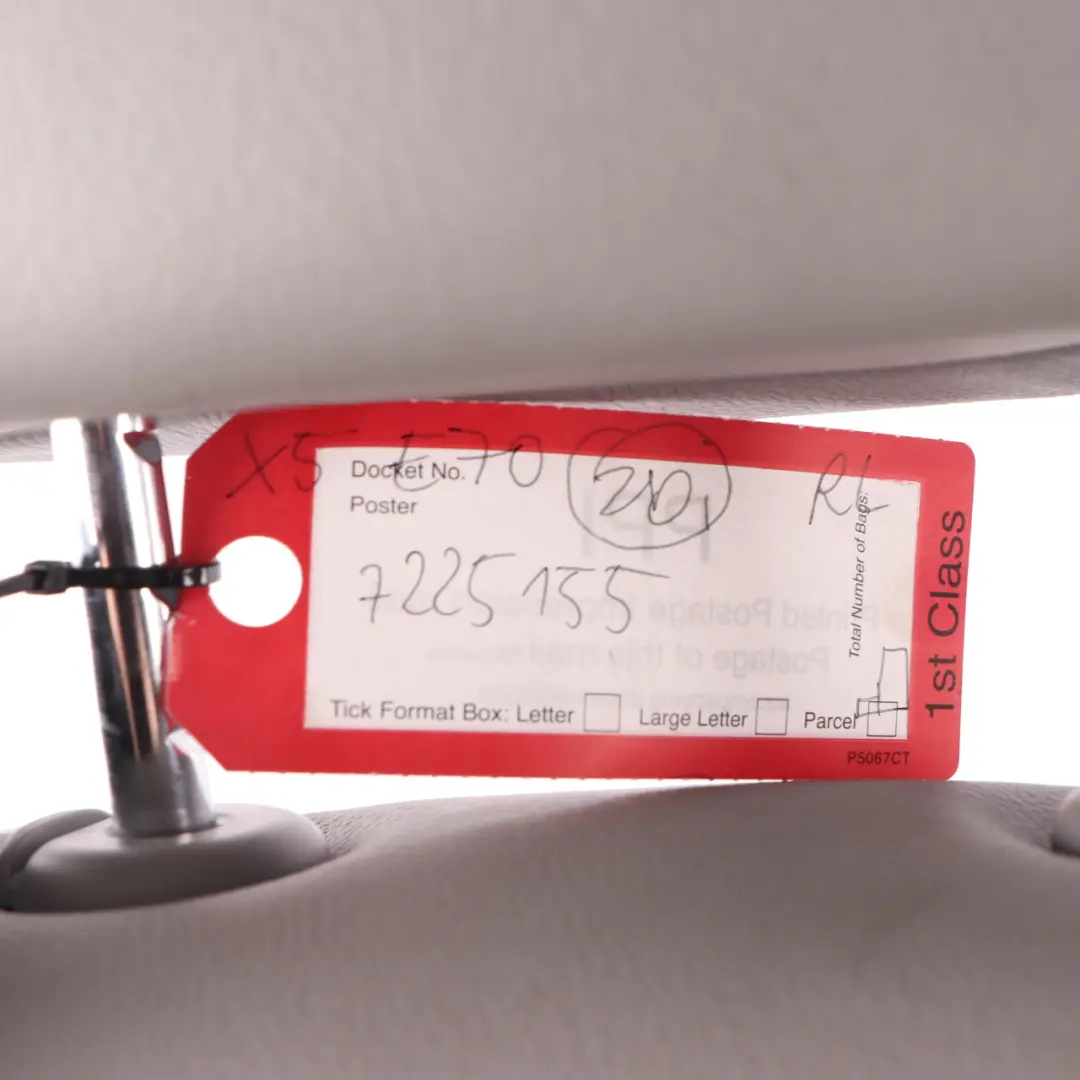 X5 E70 RL
Docket No.
Poster
7225155
Total Number of Bags:
Tick Format Box: Letter Large Letter Parcel
1st Class
P5067CT